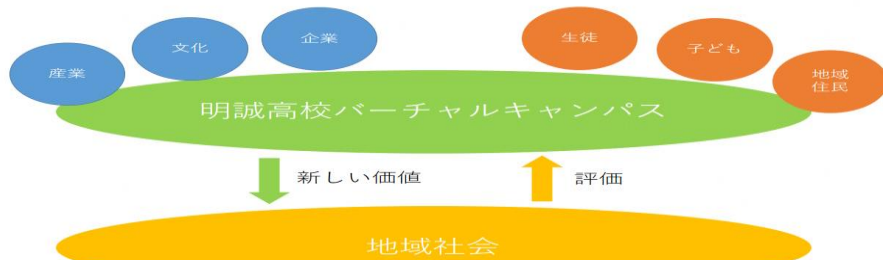 産業
文化
企業
生徒
子ども
地域
住民
明誠高校バーチャルキャンパス
新しい価値
評価
地域社会